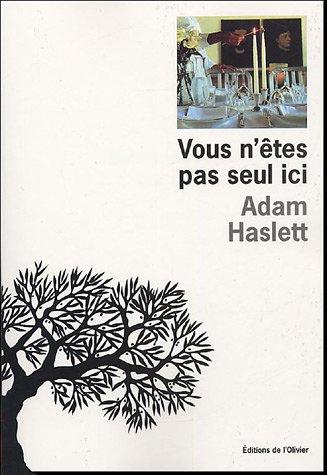 Vous n'êtes
pas seul ici
Adam
Haslett
Éditions de l'Olivier